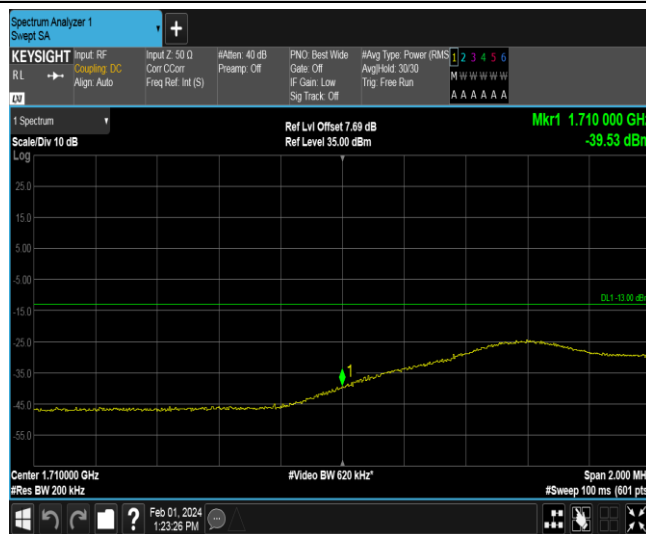 Spectrum Analyzer 1
Swept SA
+
KEYSIGHT Input: RF Input Z: 50 Ω #Atten: 40 dB PNO: Best Wide #Avg Type: Power (RMS 1 2 3 4 5 6
RL Coupling: DC Corr CCorr Preamp: Off Gate: Off Avg|Hold: 30/30 M W W W W W
Align: Auto Freq Ref: Int (S) IF Gain: Low Trig: Free Run
LXI Sig Track: Off A A A A A A
1 Spectrum Ref Lvl Offset 7.69 dB Mkr1 1.710 000 GHz
Scale/Div 10 dB Ref Level 35.00 dBm -39.53 dBm
Log
25.0
15.0
5.00
-5.00
DL1 -13.00 dBm
-15.0
-25.0
-35.0
1
-45.0
-55.0
Center 1.710000 GHz #Video BW 620 kHz* Span 2.000 MH
#Res BW 200 kHz #Sweep 100 ms (601 pts
? Feb 01, 2024
1:23:26 PM